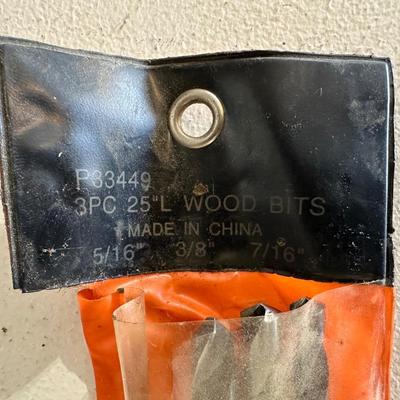 P33449
3PC 25"L WOOD BITS
MADE IN CHINA
5/16" 3/8" 7/16"